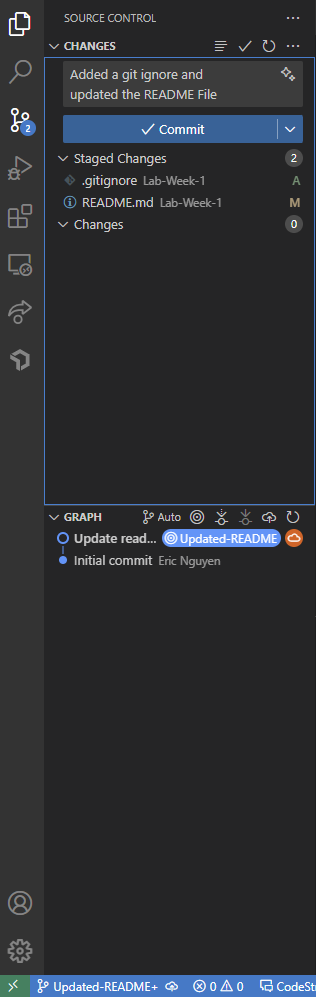 SOURCE CONTROL
CHANGES
Added a git ignore and
updated the README File
Commit
Staged Changes 2
.gitignore Lab-Week-1 A
README.md Lab-Week-1 M
Changes 0
2
GRAPH Auto
Update read... Updated-README
Initial commit Eric Nguyen
Updated-README+ 0 0 CodeStr